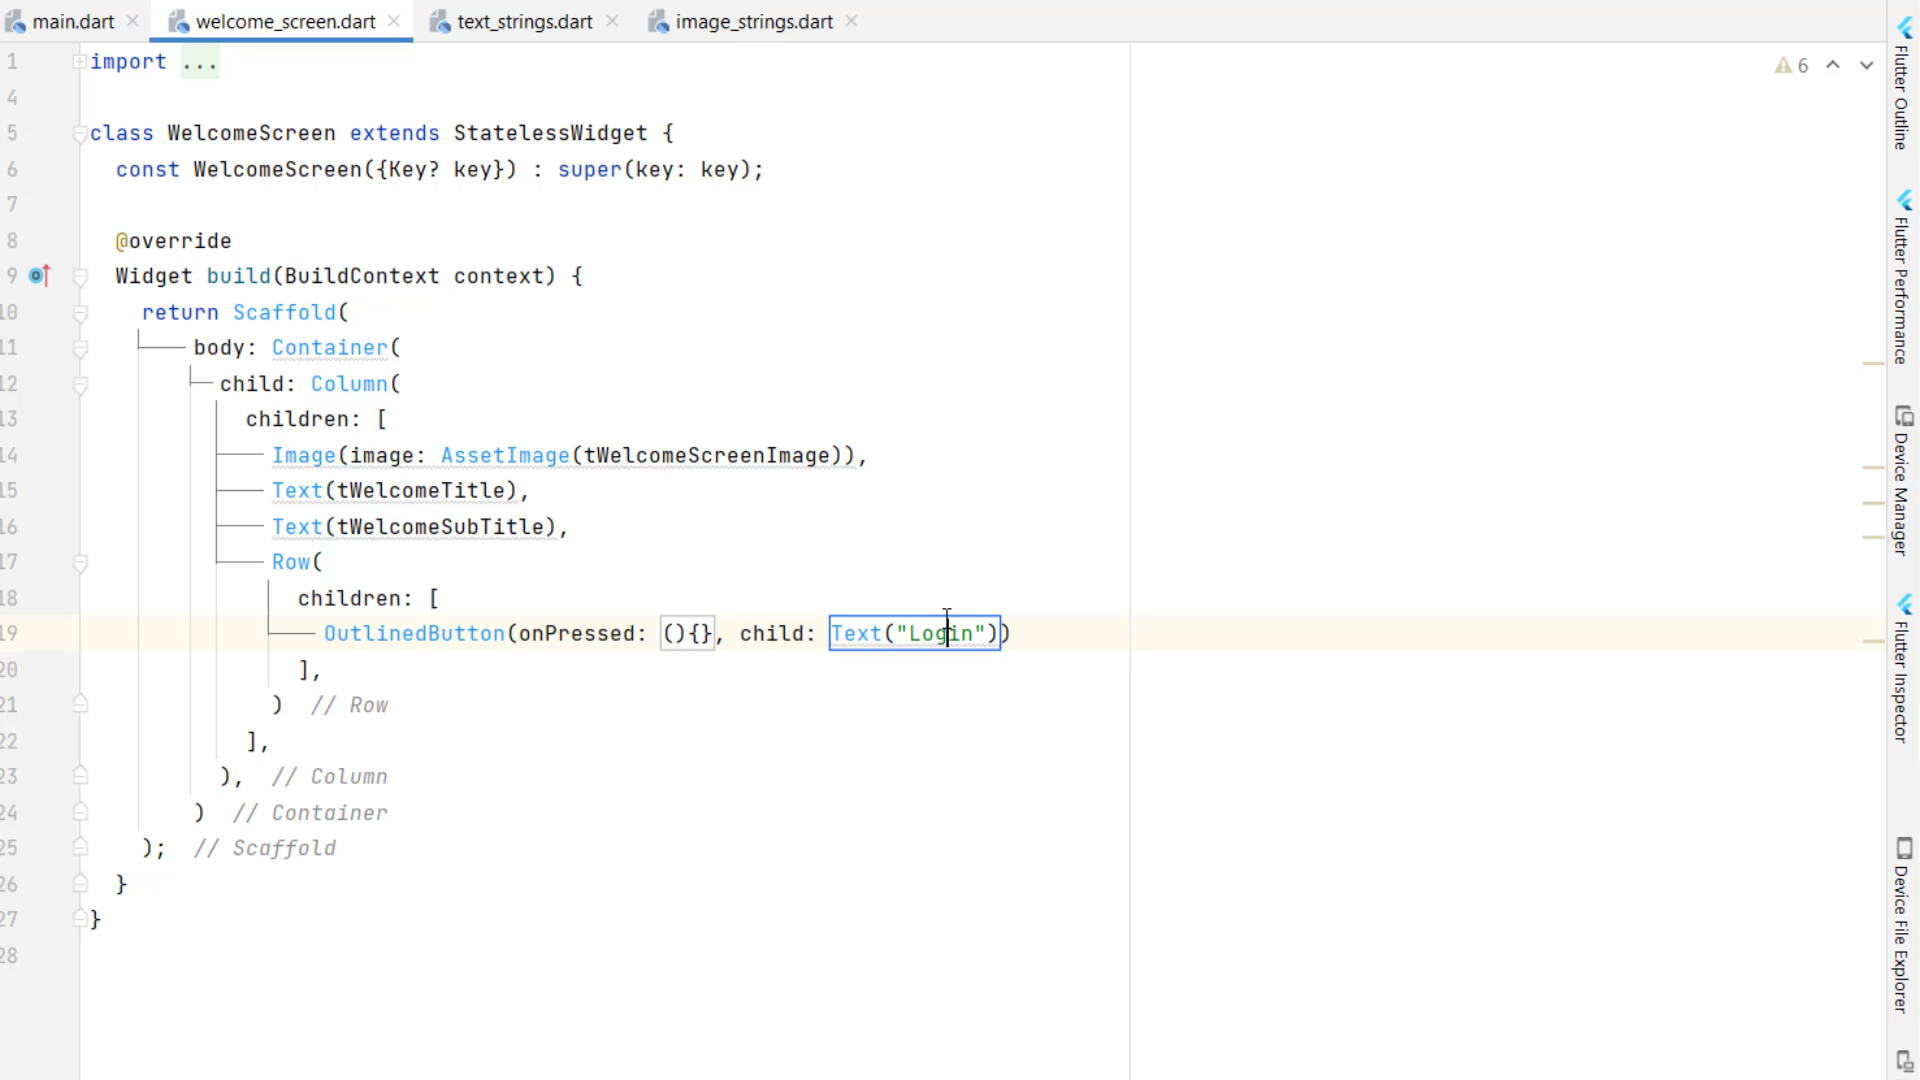 main.dart
welcome_screen.dart
text_strings.dart
image_strings.dart
1 import ...
4
5 class WelcomeScreen extends StatelessWidget {
6 const WelcomeScreen({Key? key}) : super(key: key);
7
8 @override
9 Widget build(BuildContext context) {
10 return Scaffold(
11 body: Container(
12 child: Column(
13 children: [
14 Image(image: AssetImage(tWelcomeScreenImage)),
15 Text(tWelcomeTitle),
16 Text(tWelcomeSubTitle),
17 Row(
18 children: [
19 OutlinedButton(onPressed: (){}, child: Text("Login"))
20 ],
21 ) // Row
22 ],
23 ), // Column
24 ) // Container
25 ); // Scaffold
26 }
27 }
28
6
Flutter Outline
Flutter Performance
Device Manager
Flutter Inspector
Device File Explorer